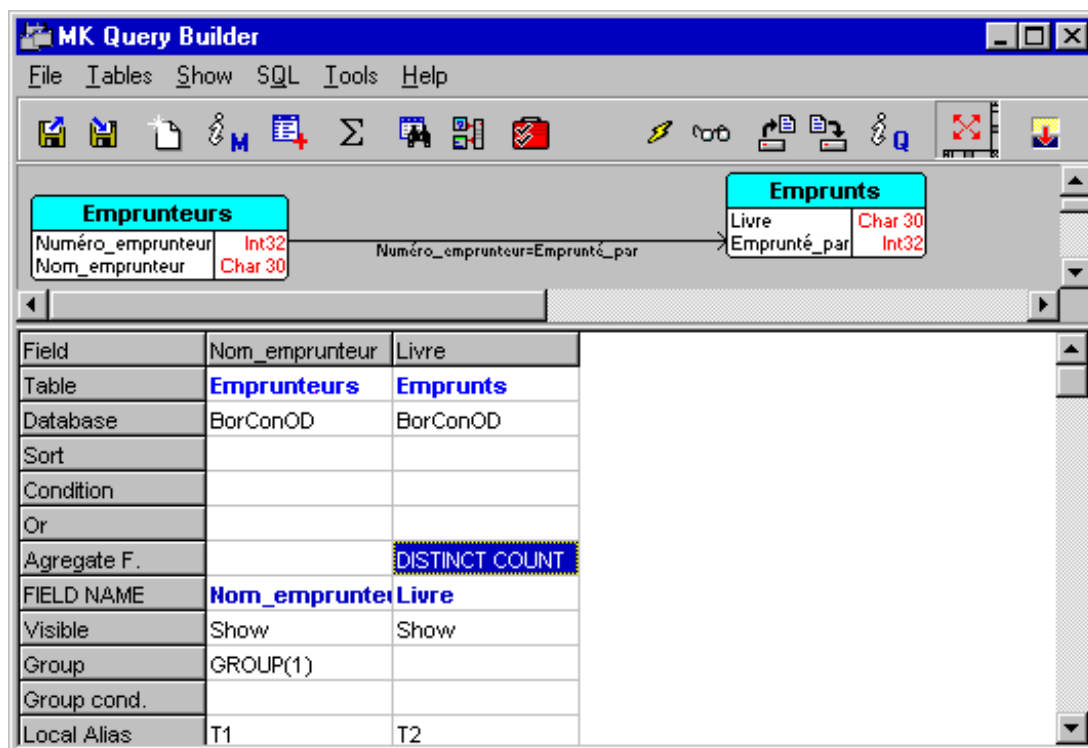 MK Query Builder
File Tables Show SQL Tools Help
M Σ Q
Emprunteurs
Numéro_emprunteur Int32
Nom_emprunteur Char 30
Numéro_emprunteur=Emprunté_par
Emprunts
Livre Char 30
Emprunté_par Int32
Field Nom_emprunteur Livre
Table Emprunteurs Emprunts
Database BorConOD BorConOD
Sort
Condition
Or
Agregate F. DISTINCT COUNT
FIELD NAME Nom_emprunteu Livre
Visible Show Show
Group GROUP(1)
Group cond.
Local Alias T1 T2